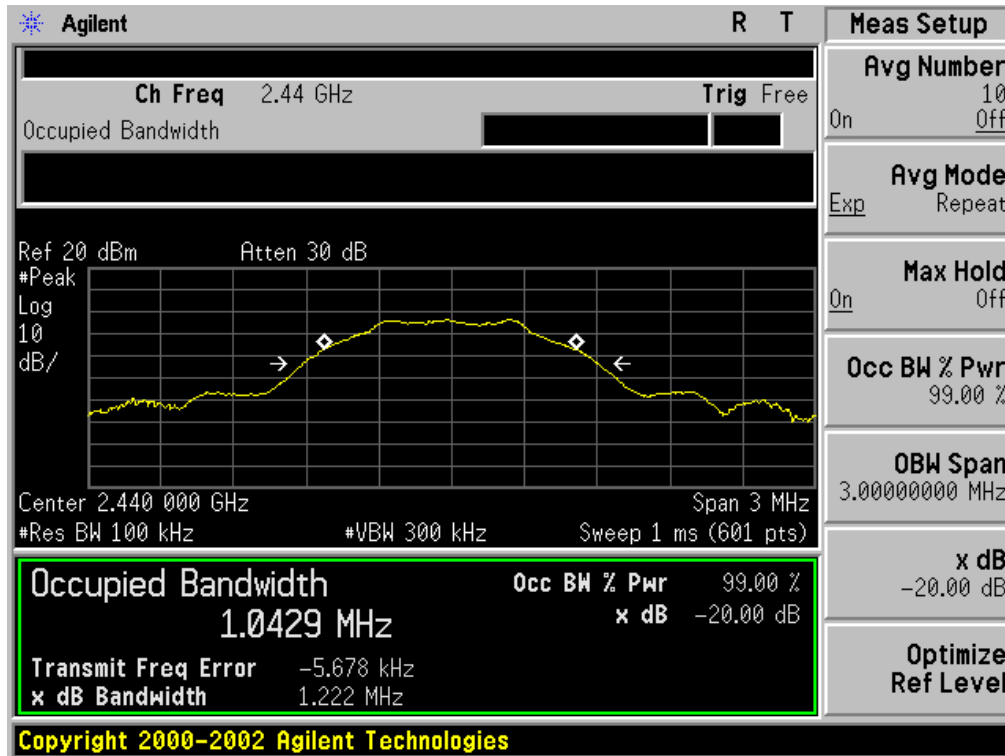 Agilent R T
Ch Freq 2.44 GHz Trig Free
Occupied Bandwidth
Ref 20 dBm Atten 30 dB
#Peak
Log
10
dB/
Center 2.440 000 GHz Span 3 MHz
#Res BW 100 kHz #VBW 300 kHz Sweep 1 ms (601 pts)
Occupied Bandwidth
1.0429 MHz
Occ BW % Pwr 99.00 %
x dB -20.00 dB
Transmit Freq Error -5.678 kHz
x dB Bandwidth 1.222 MHz
Copyright 2000-2002 Agilent Technologies
Meas Setup
Avg Number
10
On Off
Avg Mode
Exp Repeat
Max Hold
On Off
Occ BW % Pwr
99.00 %
OBW Span
3.00000000 MHz
x dB
-20.00 dB
Optimize
Ref Level